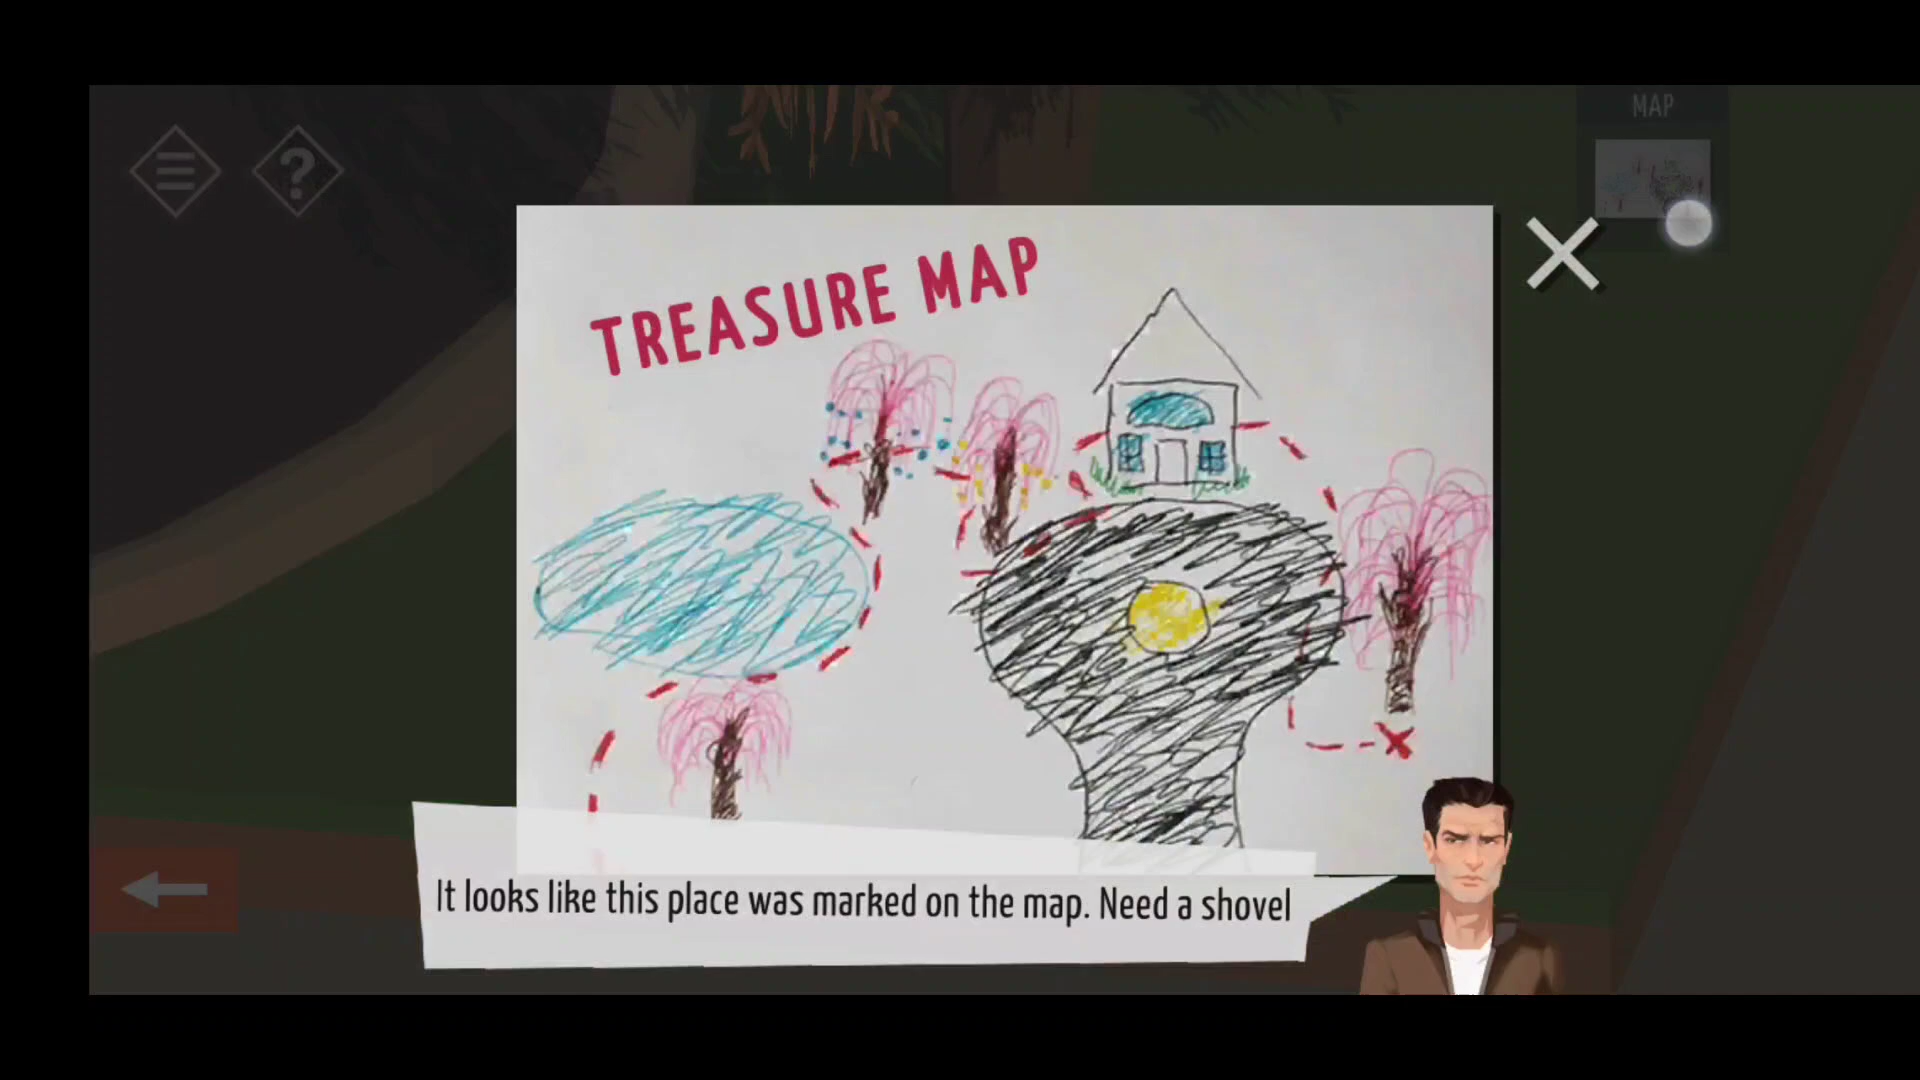 MAP
?
TREASURE MAP
It looks like this place was marked on the map. Need a shovel